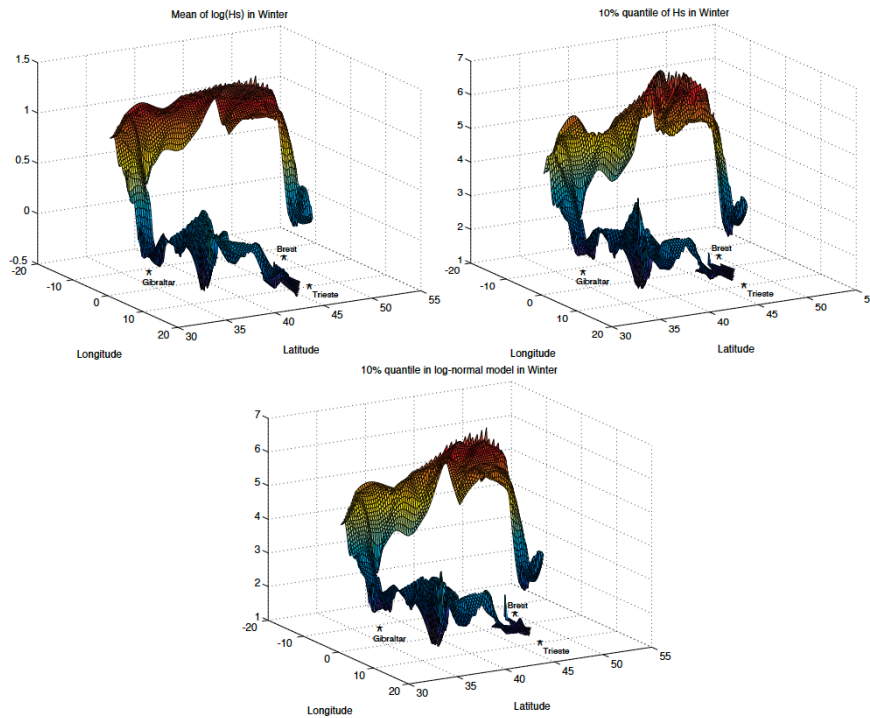 Mean of log(Hs) in Winter
1.5
1
0.5
0
-0.5
-20
-10
0
10
20
30
35
40
45
50
55
Longitude
Latitude
Gibraltar
Brest
Trieste
10% quantile of Hs in Winter
7
6
5
4
3
2
1
-20
-10
0
10
20
30
35
40
45
50
5
Longitude
Latitude
Gibraltar
Brest
Trieste
10% quantile in log-normal model in Winter
7
6
5
4
3
2
1
-20
-10
0
10
20
30
35
40
45
50
55
Longitude
Latitude
Gibraltar
Brest
Trieste